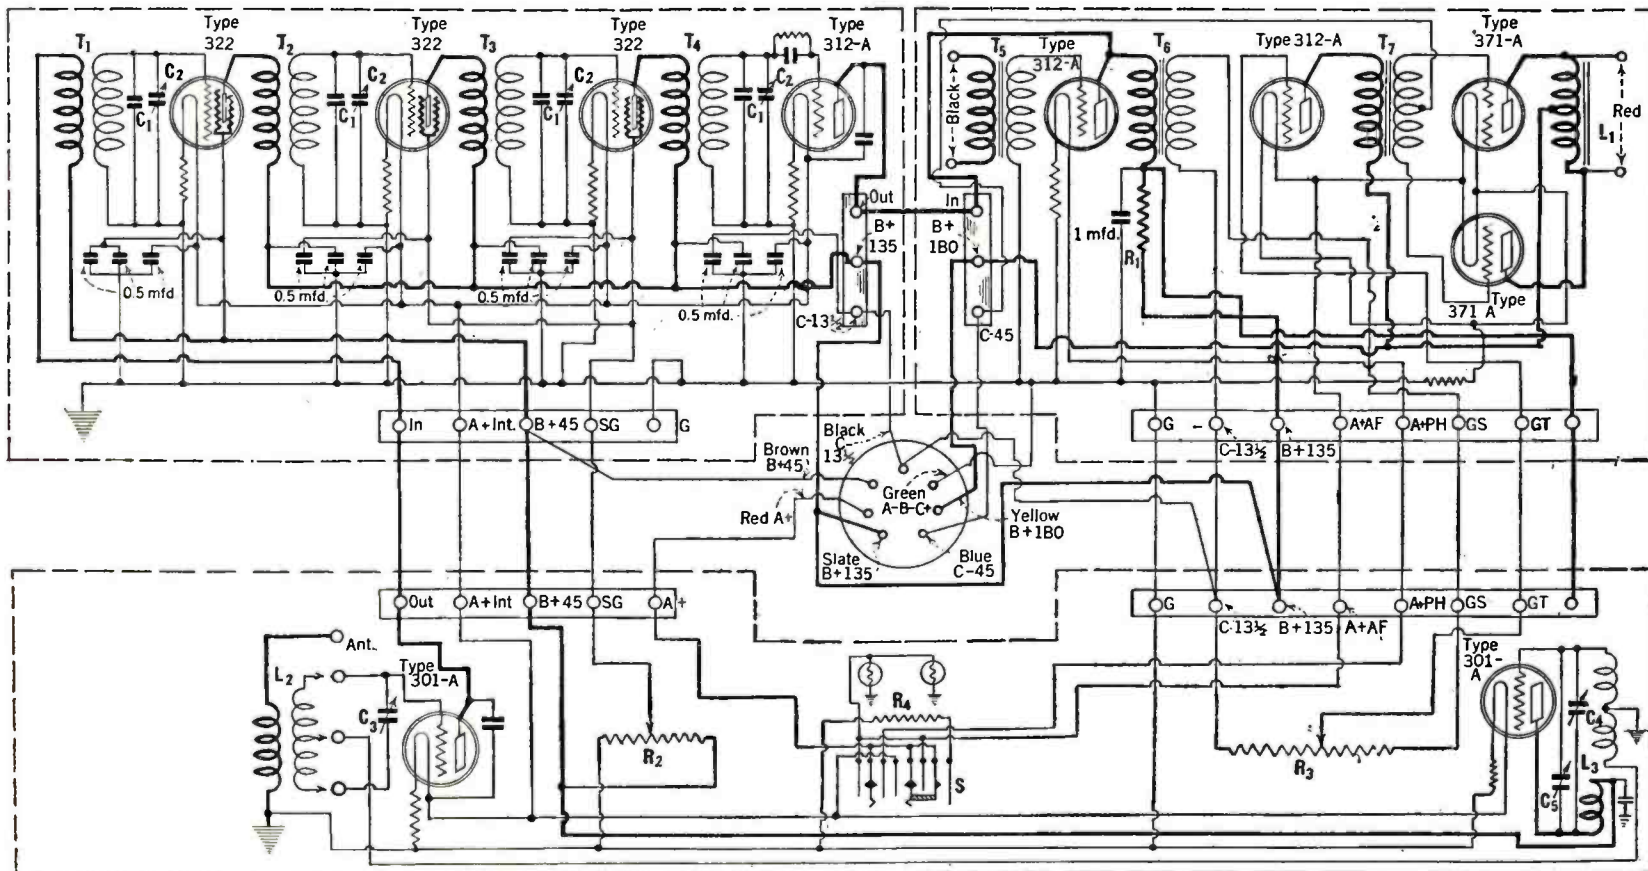 Type
322
Type
322
Type
322
Type
312-A
T1
T2
T3
T4
C2
C2
C2
C2
C1
C1
C1
C1
0.5 mfd.
0.5 mfd.
0.5 mfd.
0.5 mfd.
Out
B+
135
C-13½
In
B+
180
C-45
Black
T5
Type
312-A
T6
Type 312-A
T7
Type
371-A
Red
L1
1 mfd.
R1
Type
371 A
In
A+Int.
B+45
SG
G
Black
C
13½
Brown
B+45
Green
A-B-C+
Red A+
Yellow
B+180
Slate
B+135
Blue
C-45
G
-
C-13½
B+135
A+AF
A+PH
GS
GT
Out
A+Int
B+45
SG
A+
G
C-13½
B+135
A+AF
A+PH
GS
GT
Ant.
L2
C3
Type
301-A
R2
R4
S
R3
Type
301-
A
C4
C5
L3